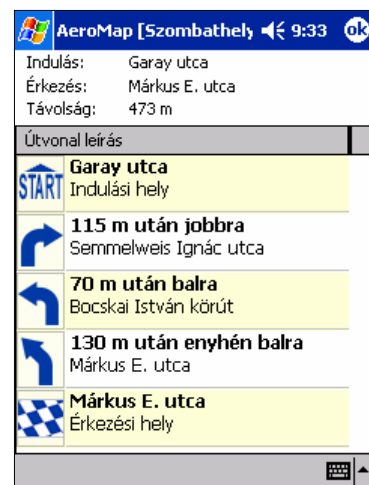 AeroMap [Szombathely 9:33 ok
Indulás: Garay utca
Érkezés: Márkus E. utca
Távolság: 473 m
Útvonal leírás
START
Garay utca
Indulási hely
115 m után jobbra
Semmelweis Ignác utca
70 m után balra
Bocskai István körút
130 m után enyhén balra
Márkus E. utca
Márkus E. utca
Érkezési hely